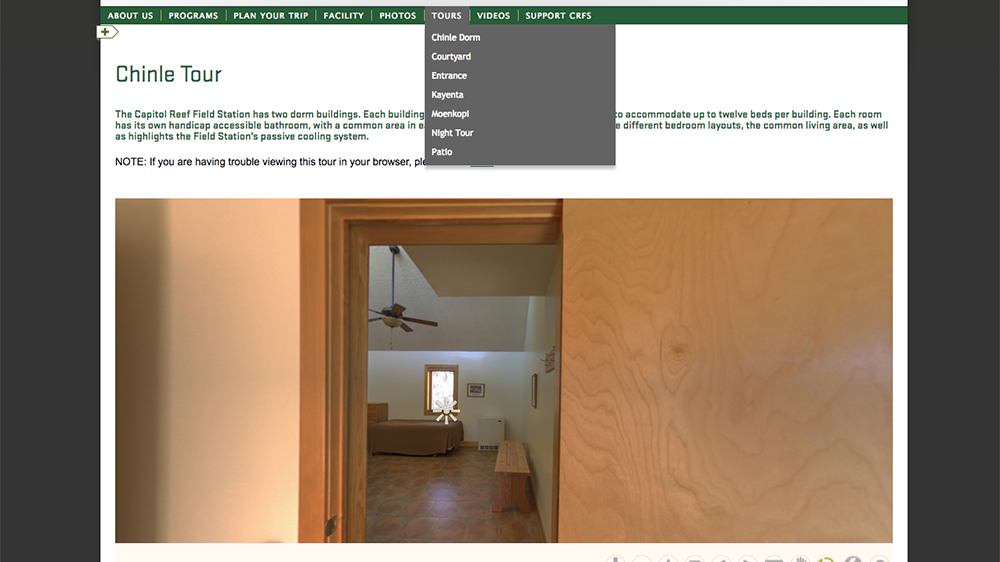 ABOUT US PROGRAMS PLAN YOUR TRIP FACILITY PHOTOS TOURS VIDEOS SUPPORT CRFS
Chinle Dorm
Courtyard
Entrance
Kayenta
Moenkopi
Night Tour
Patio
Chinle Tour
The Capitol Reef Field Station has two dorm buildings. Each building to accommodate up to twelve beds per building. Each room
has its own handicap accessible bathroom, with a common area in different bedroom layouts, the common living area, as well
as highlights the Field Station's passive cooling system.
NOTE: If you are having trouble viewing this tour in your browser,